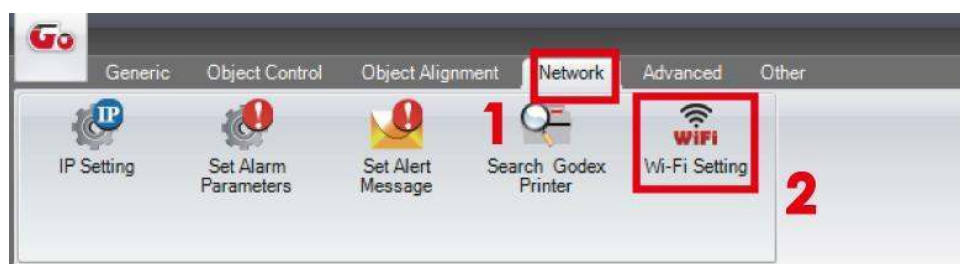 Go
Generic Object Control Object Alignment Network Advanced Other
1
IP
WiFi
IP Setting Set Alarm Parameters Set Alert Message Search Godex Printer Wi-Fi Setting
2